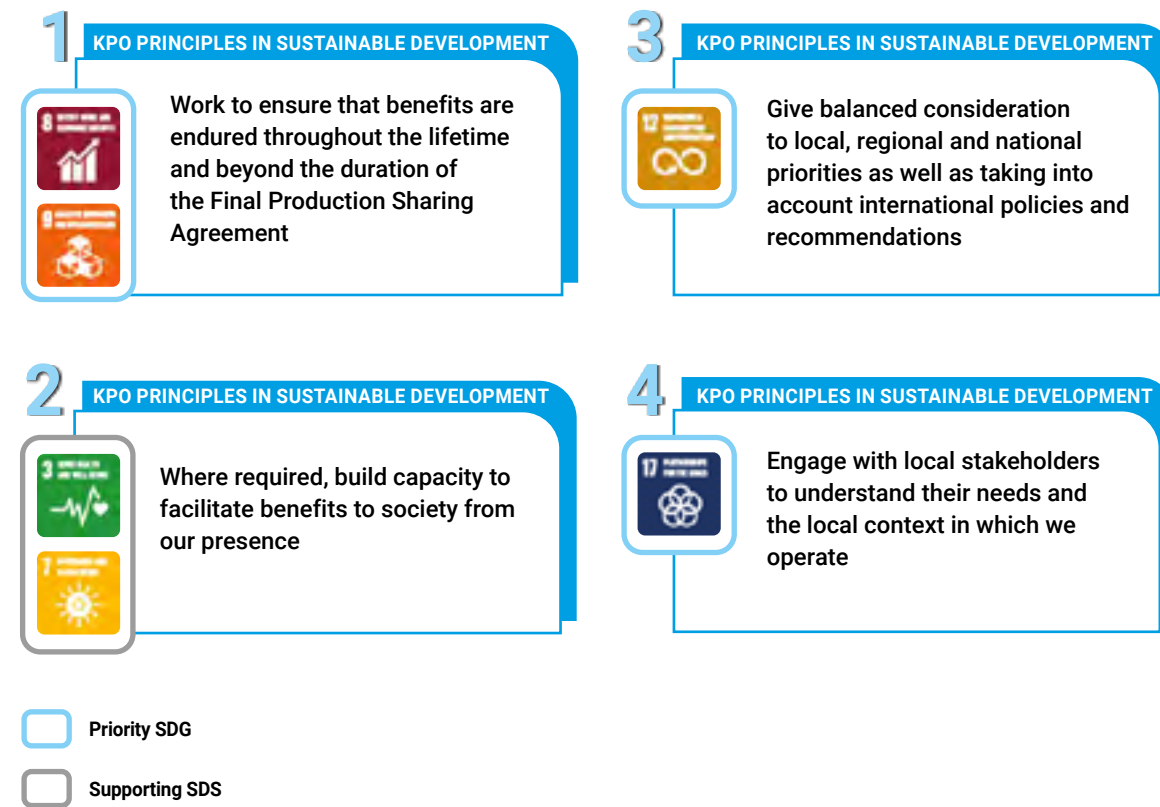 1
KPO PRINCIPLES IN SUSTAINABLE DEVELOPMENT
8
9
Work to ensure that benefits are
endured throughout the lifetime
and beyond the duration of
the Final Production Sharing
Agreement
2
KPO PRINCIPLES IN SUSTAINABLE DEVELOPMENT
3
7
Where required, build capacity to
facilitate benefits to society from
our presence
3
KPO PRINCIPLES IN SUSTAINABLE DEVELOPMENT
12
Give balanced consideration
to local, regional and national
priorities as well as taking into
account international policies and
recommendations
4
KPO PRINCIPLES IN SUSTAINABLE DEVELOPMENT
17
Engage with local stakeholders
to understand their needs and
the local context in which we
operate
Priority SDG
Supporting SDS